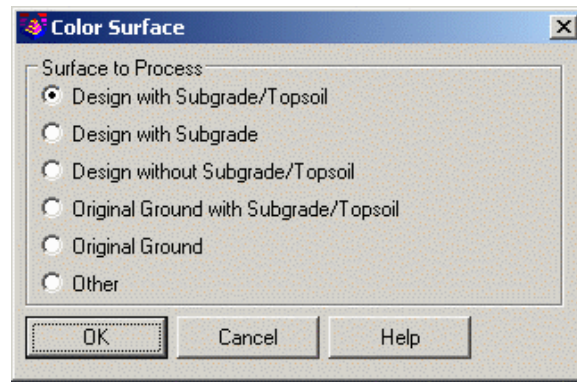 Color Surface
Surface to Process
Design with Subgrade/Topsoil
Design with Subgrade
Design without Subgrade/Topsoil
Original Ground with Subgrade/Topsoil
Original Ground
Other
OK Cancel Help